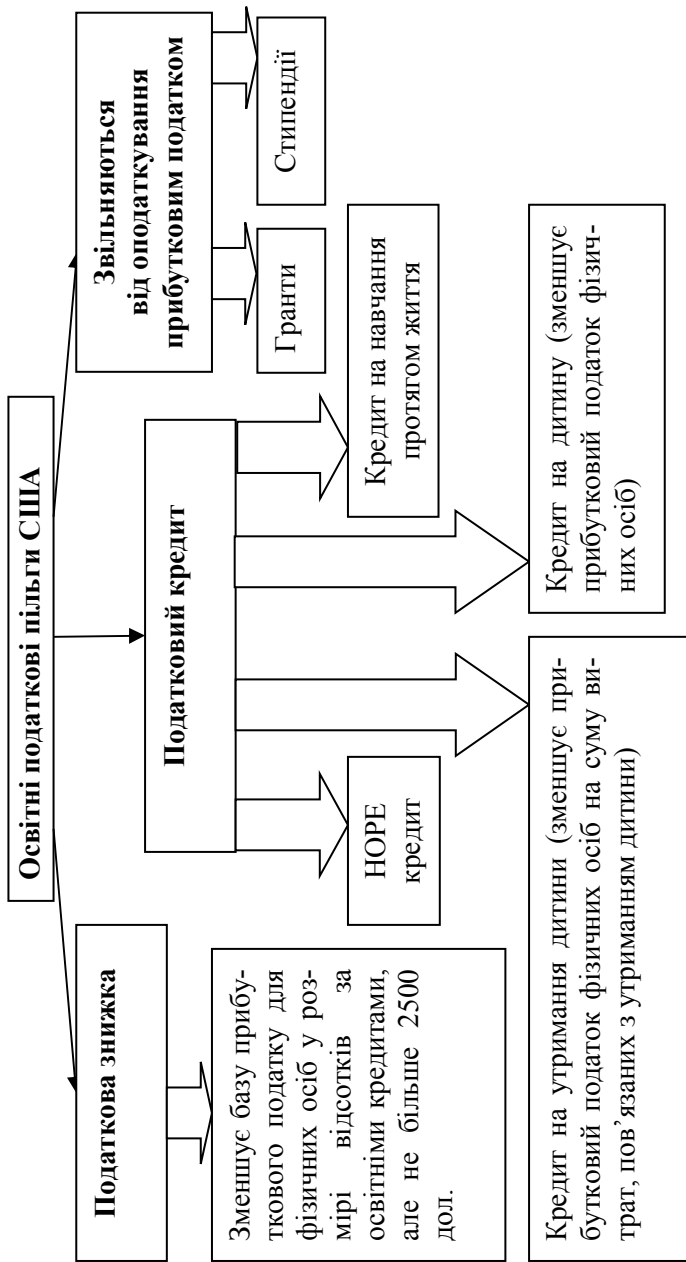 Освітні податкові пільги США
Податкова знижка
Зменшує базу прибу-
ткового податку для
фізичних осіб у роз-
мірі відсотків за
освітніми кредитами,
але не більше 2500
дол.
Податковий кредит
НОРЕ
кредит
Кредит на утримання дитини (зменшує при-
бутковий податок фізичних осіб на суму ви-
трат, пов’язаних з утриманням дитини)
Кредит на дитину (зменшує
прибутковий податок фізич-
них осіб)
Кредит на навчання
протягом життя
Звільняються
від оподаткування
прибутковим податком
Гранти
Стипендії